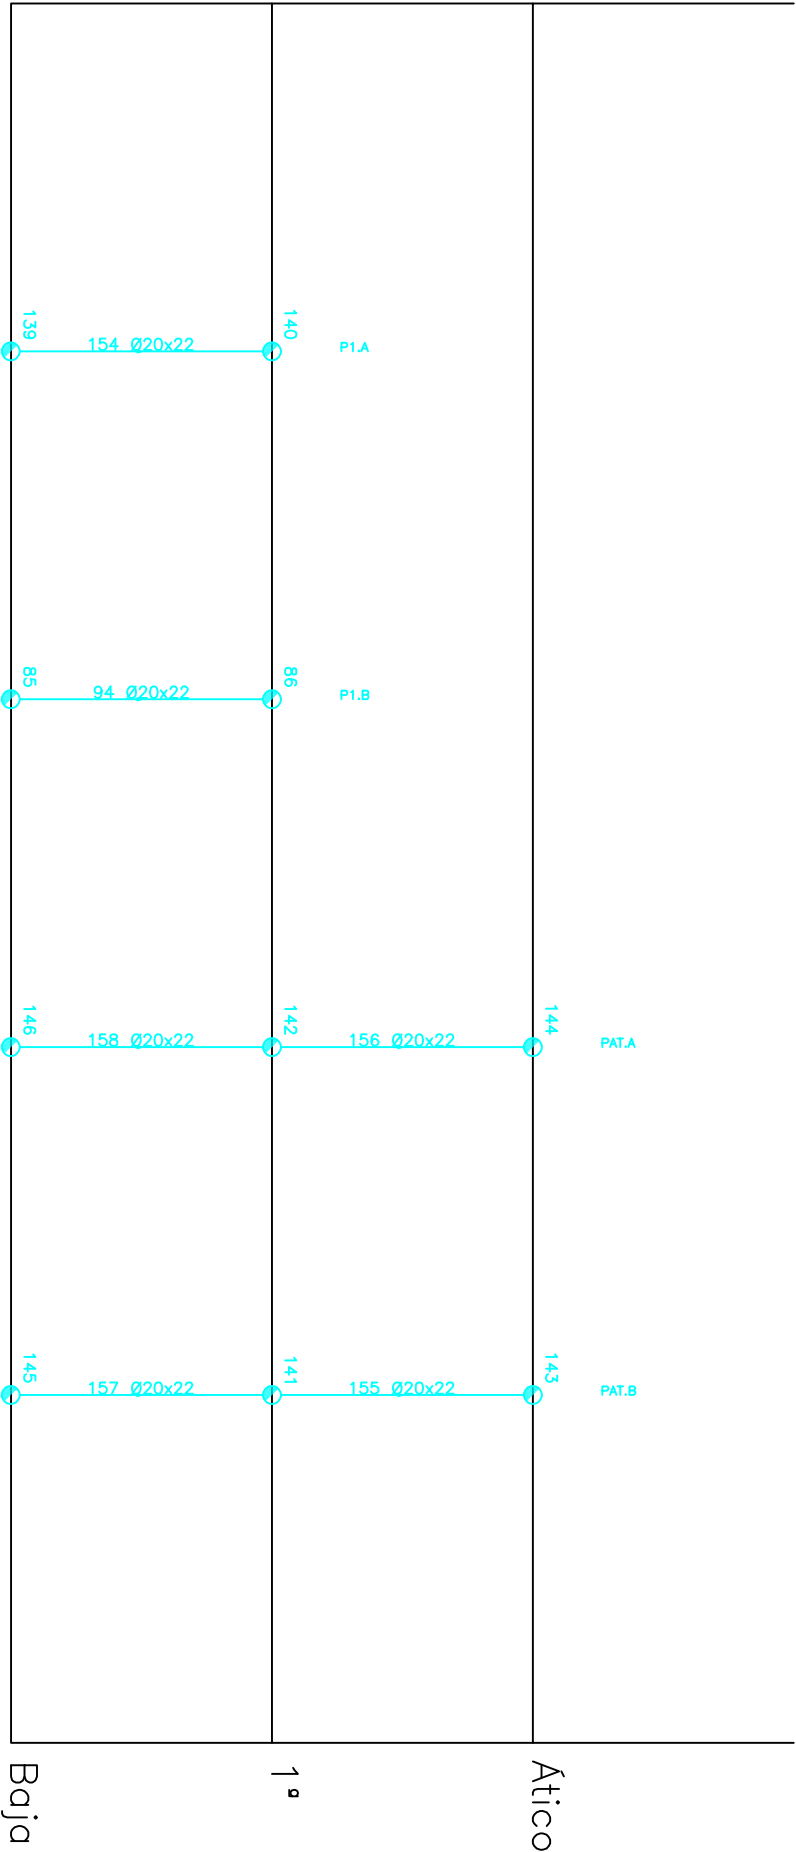 139
154 Ø20x22
140
P1.A
85
94 Ø20x22
86
P1.B
146
158 Ø20x22
142
156 Ø20x22
144
PAT.A
145
157 Ø20x22
141
155 Ø20x22
143
PAT.B
Baja
1ª
Ático